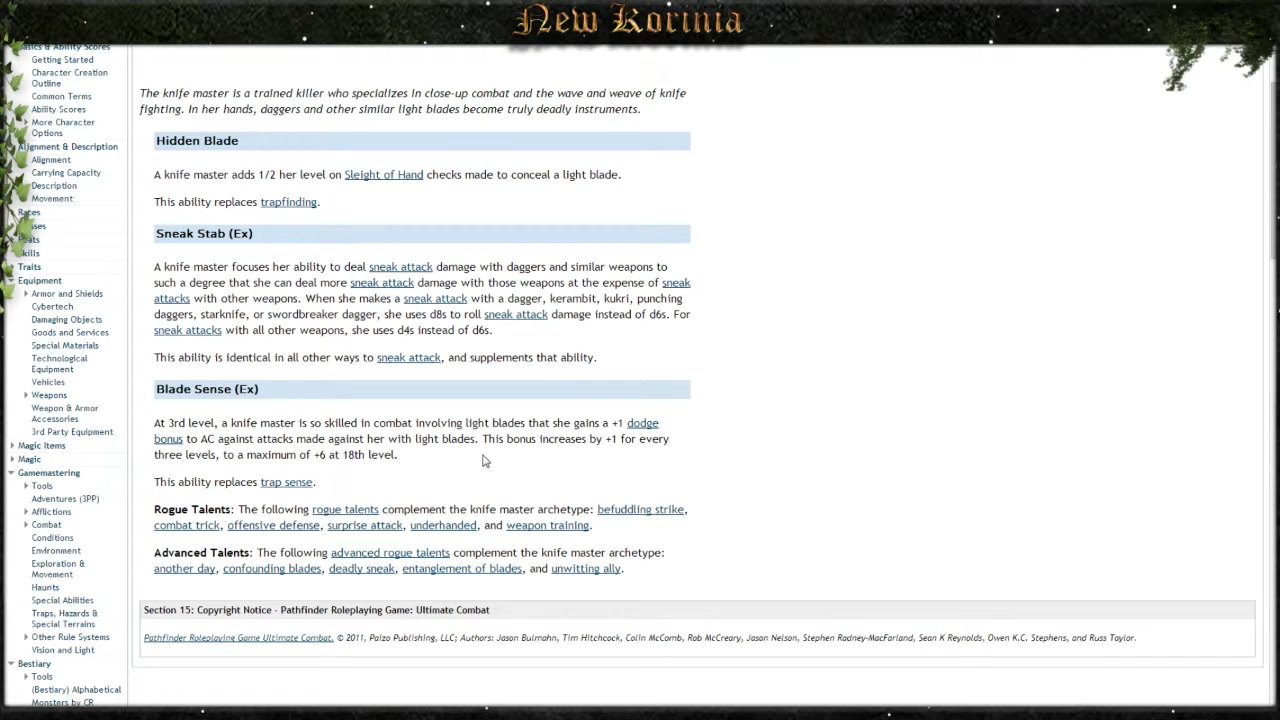 New Korinia
Basics & Ability Scores
Getting Started
Character Creation
Outline
Common Terms
Ability Scores
More Character
Options
Alignment & Description
Alignment
Carrying Capacity
Description
Movement
Races
Skills
Traits
Equipment
Armor and Shields
Cybertech
Damaging Objects
Goods and Services
Special Materials
Technological
Equipment
Vehicles
Weapons
Weapon & Armor
Accessories
3rd Party Equipment
Magic Items
Magic
Gamemastering
Tools
Adventures (3PP)
Afflictions
Combat
Conditions
Environment
Exploration &
Movement
Haunts
Special Abilities
Traps, Hazards &
Special Terrains
Other Rule Systems
Vision and Light
Bestiary
Tools
(Bestiary) Alphabetical
Monsters by CR
The knife master is a trained killer who specializes in close-up combat and the wave and weave of knife
fighting. In her hands, daggers and other similar light blades become truly deadly instruments.
Hidden Blade
A knife master adds 1/2 her level on Sleight of Hand checks made to conceal a light blade.
This ability replaces trapfinding.
Sneak Stab (Ex)
A knife master focuses her ability to deal sneak attack damage with daggers and similar weapons to
such a degree that she can deal more sneak attack damage with those weapons at the expense of sneak
attacks with other weapons. When she makes a sneak attack with a dagger, kerambit, kukri, punching
daggers, starknife, or swordbreaker dagger, she uses d8s to roll sneak attack damage instead of d6s. For
sneak attacks with all other weapons, she uses d4s instead of d6s.
This ability is identical in all other ways to sneak attack, and supplements that ability.
Blade Sense (Ex)
At 3rd level, a knife master is so skilled in combat involving light blades that she gains a +1 dodge
bonus to AC against attacks made against her with light blades. This bonus increases by +1 for every
three levels, to a maximum of +6 at 18th level.
This ability replaces trap sense.
Rogue Talents: The following rogue talents complement the knife master archetype: befuddling strike,
combat trick, offensive defense, surprise attack, underhanded, and weapon training.
Advanced Talents: The following advanced rogue talents complement the knife master archetype:
another day, confounding blades, deadly sneak, entanglement of blades, and unwitting ally.
Section 15: Copyright Notice - Pathfinder Roleplaying Game: Ultimate Combat
Pathfinder Roleplaying Game Ultimate Combat. © 2011, Paizo Publishing, LLC; Authors: Jason Bulmahn, Tim Hitchcock, Colin McComb, Rob McCreary, Jason Nelson, Stephen Radney-MacFarland, Sean K Reynolds, Owen K.C. Stephens, and Russ Taylor.